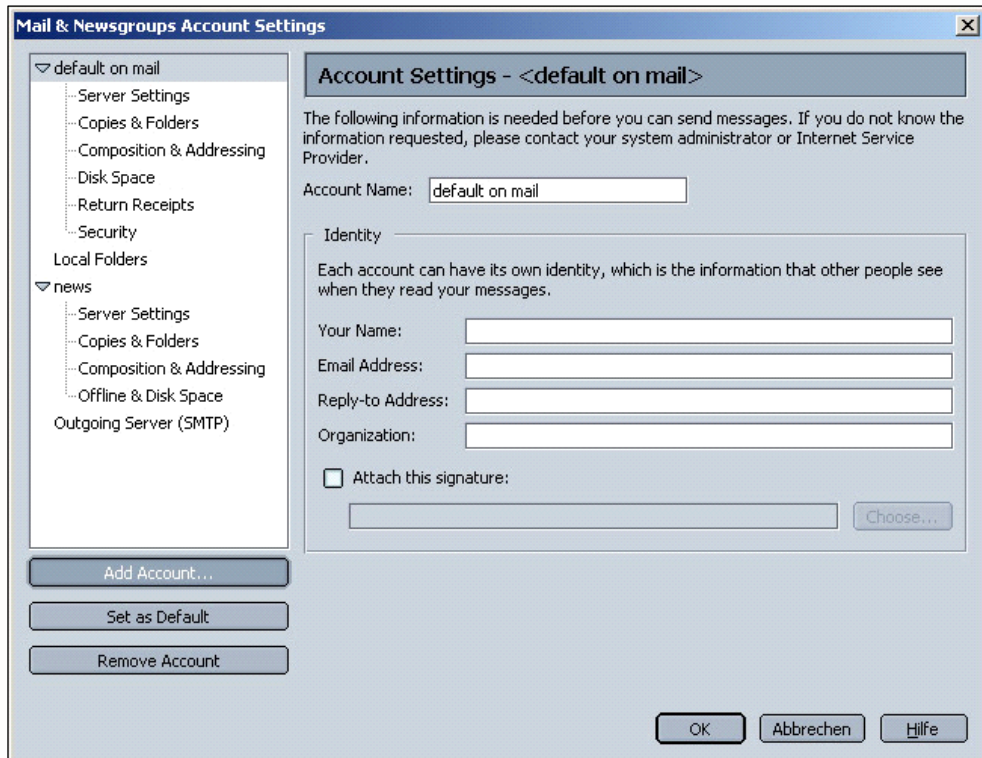 Mail & Newsgroups Account Settings
default on mail
Server Settings
Copies & Folders
Composition & Addressing
Disk Space
Return Receipts
Security
Local Folders
news
Server Settings
Copies & Folders
Composition & Addressing
Offline & Disk Space
Outgoing Server (SMTP)
Add Account...
Set as Default
Remove Account
Account Settings - <default on mail>
The following information is needed before you can send messages. If you do not know the
information requested, please contact your system administrator or Internet Service
Provider.
Account Name: default on mail
Identity
Each account can have its own identity, which is the information that other people see
when they read your messages.
Your Name:
Email Address:
Reply-to Address:
Organization:
Attach this signature:
Choose...
OK Abbrechen Hilfe